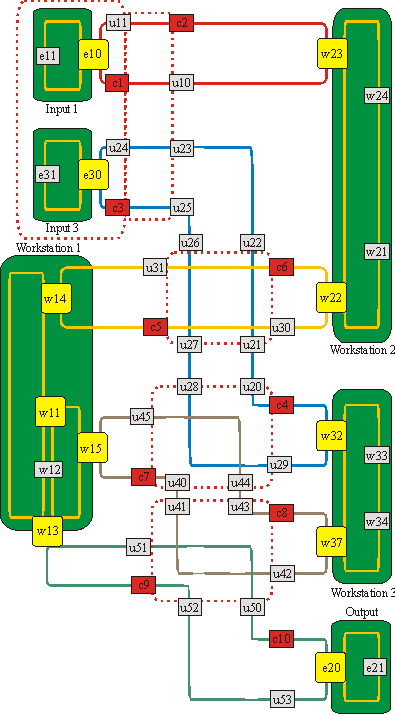 u11 c2
e11 e10 w23
c1 u10
w24
Input 1
u24 u23
e31 e30
c3 u25
Input 3
Workstation 1
u26 u22
w21
u31 c6
w14 w22
c5 u30
u27 u21
Workstation 2
u28 u20
c4
w11 u45
w32
w15 w33
w12 u29
c7 u40 u44
u41 u43 c8
w34
w13
u51 w37
u42
c9
Workstation 3
u52 u50
Output
c10
e20 e21
u53